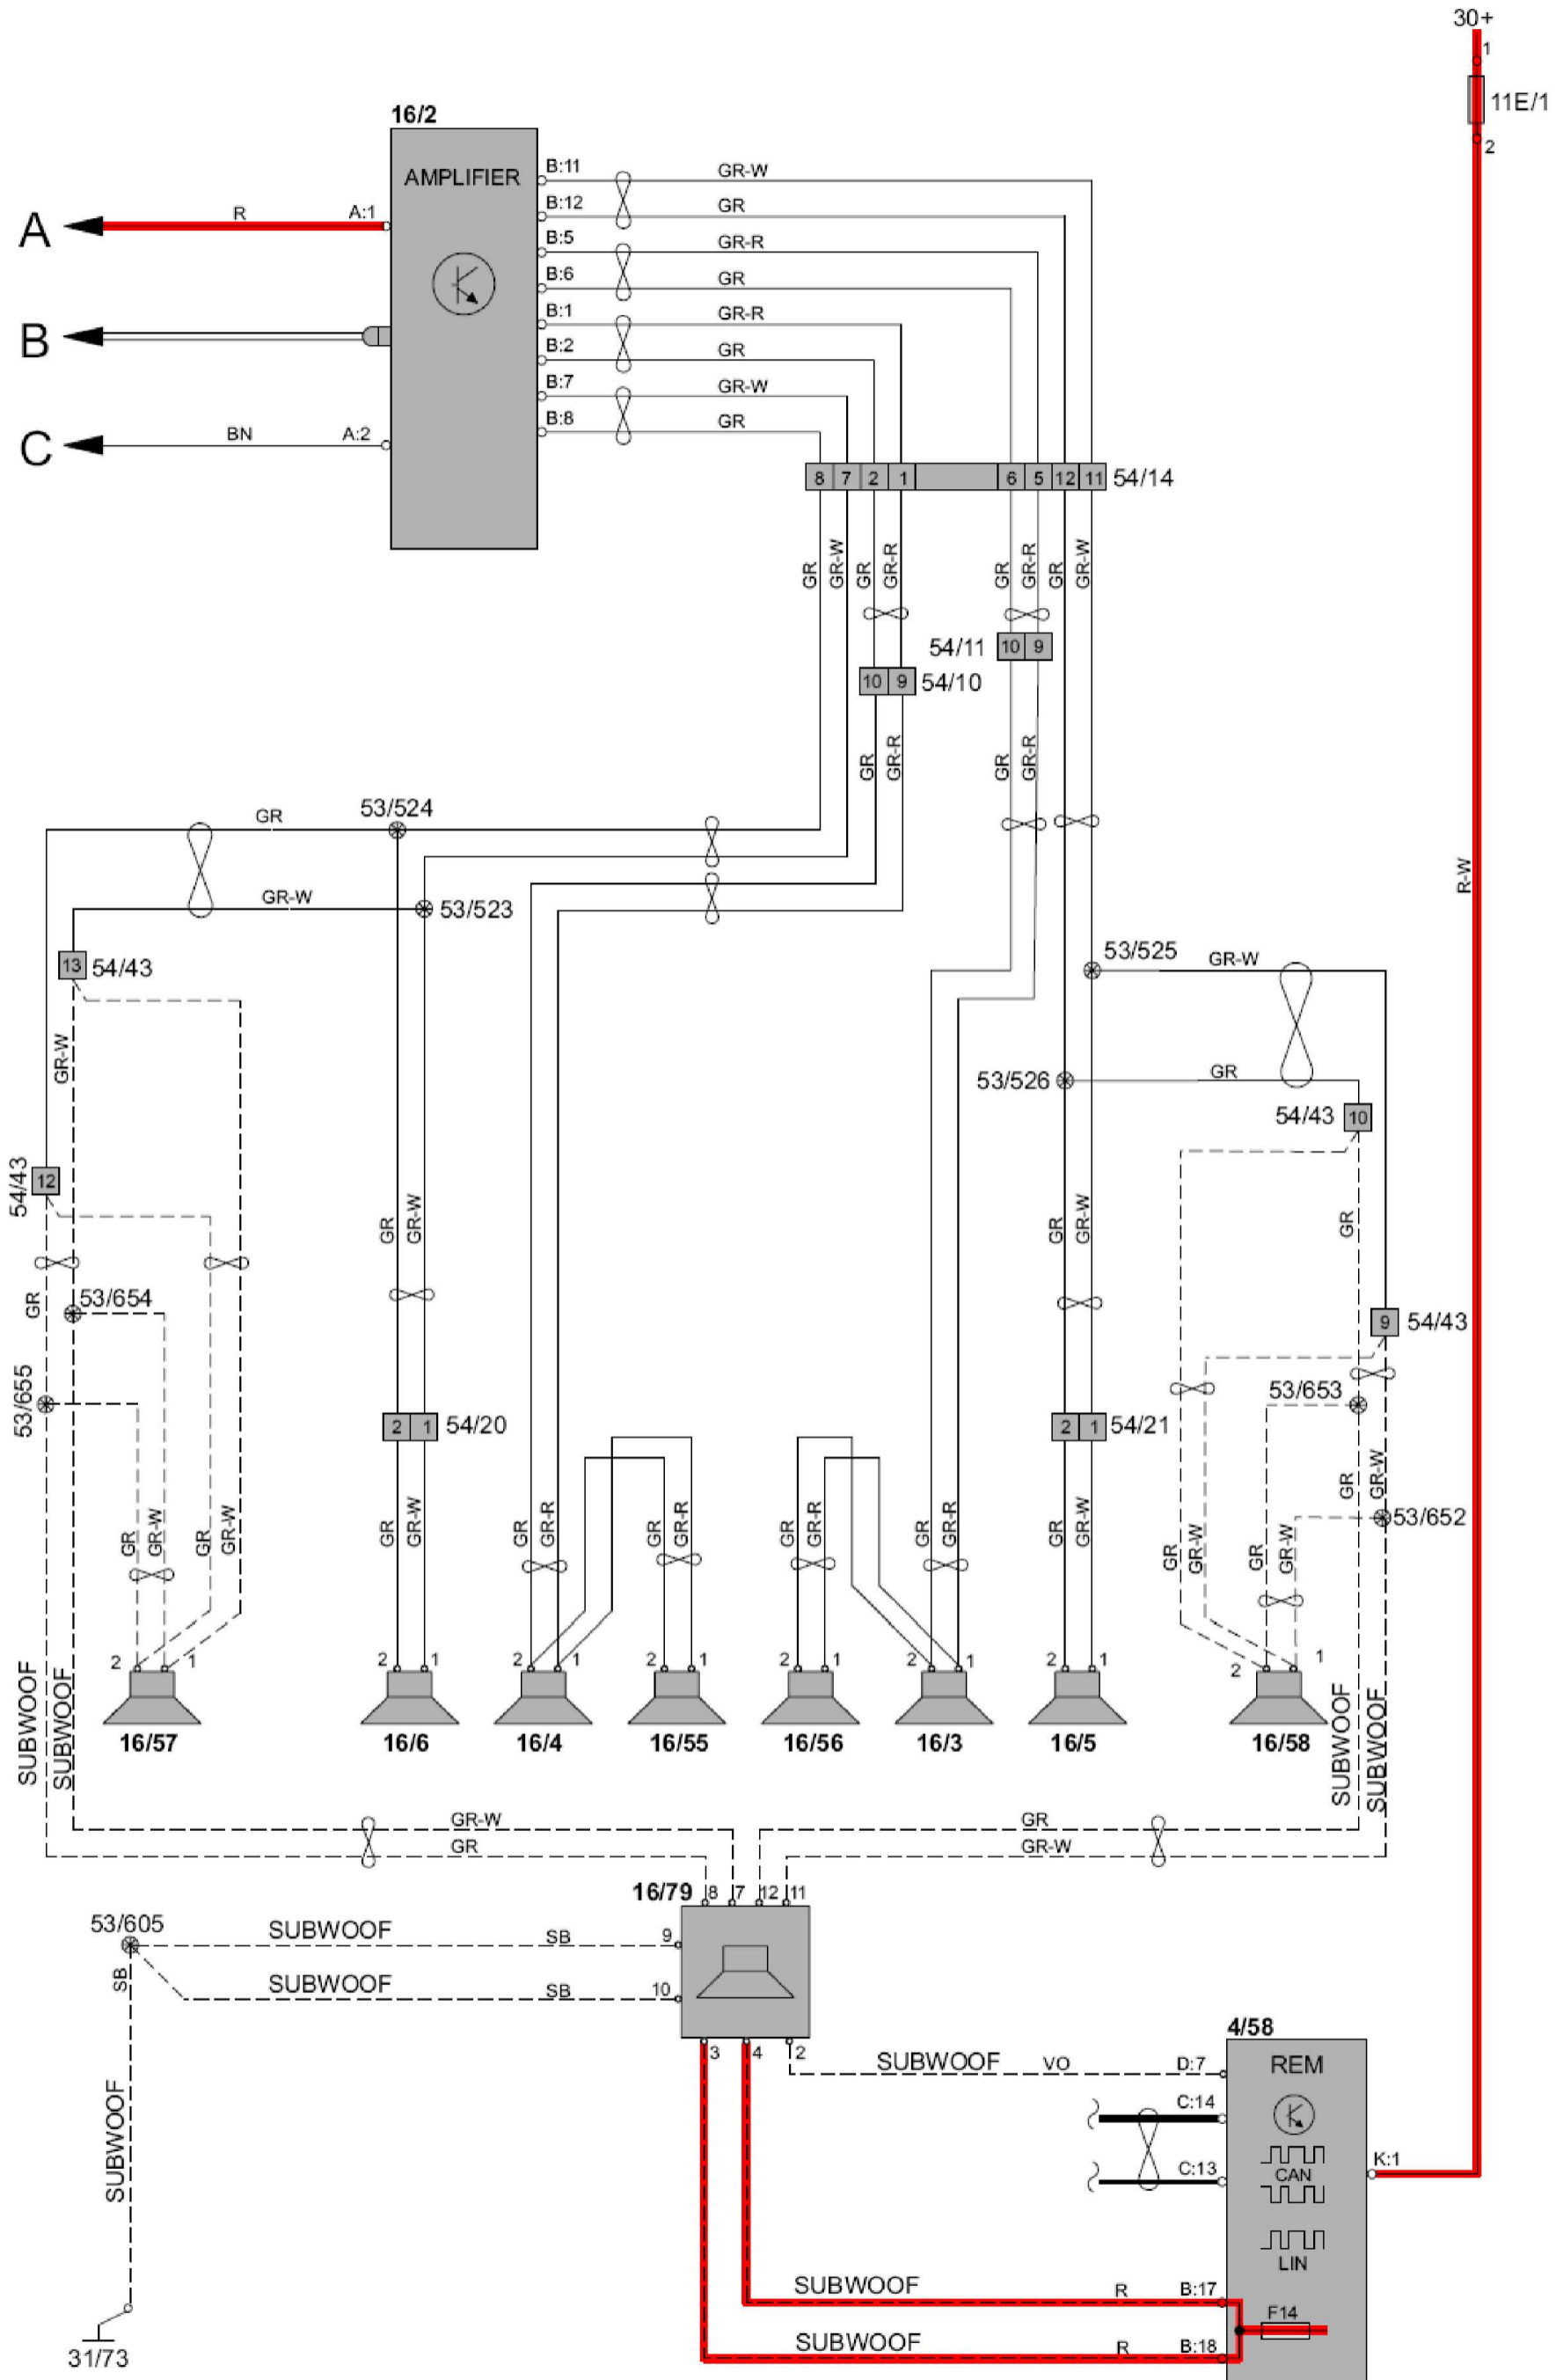 30+
1
11E/1
2
16/2
AMPLIFIER
B:11
GR-W
B:12
GR
A
R
A:1
B:5
GR-R
B:6
GR
B:1
GR-R
B
B:2
GR
B:7
GR-W
B:8
GR
C
BN
A:2
8
7
2
1
6
5
12
11
54/14
GR
GR-W
GR
GR-R
GR
GR-R
GR
GR-W
54/11
10
9
10
9
54/10
GR
GR-R
GR
GR-R
53/524
GR
R-W
GR-W
53/523
53/525
GR-W
13
54/43
GR-W
53/526
GR
54/43
10
54/43
12
GR
GR-W
GR
GR-W
GR
GR
53/654
9
54/43
53/655
53/653
2
1
54/20
2
1
54/21
GR
GR-W
53/652
GR
GR-W
GR
GR-W
GR
GR-W
GR
GR-R
GR
GR-R
GR
GR-R
GR
GR-R
GR
GR-W
GR
GR-W
GR
GR-W
2
1
2
1
2
1
2
1
2
1
2
1
2
1
2
1
16/57
16/6
16/4
16/55
16/56
16/3
16/5
16/58
SUBWOOF
SUBWOOF
SUBWOOF
SUBWOOF
GR-W
GR
GR
GR-W
16/79
8
7
12
11
53/605
SUBWOOF
SB
9
SB
SUBWOOF
SB
10
3
4
2
4/58
SUBWOOF
VO
D:7
REM
C:14
SUBWOOF
C:13
CAN
K:1
LIN
SUBWOOF
R
B:17
F14
SUBWOOF
R
B:18
31/73